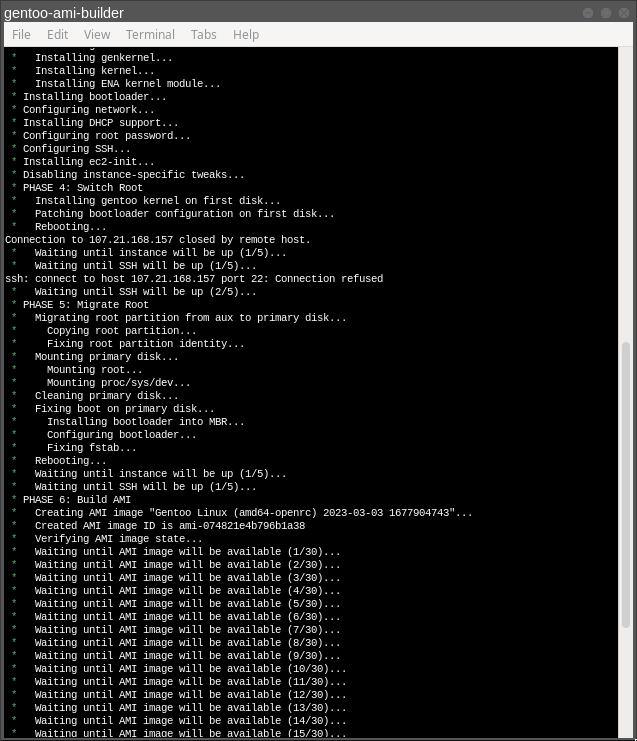 gentoo-ami-builder
File Edit View Terminal Tabs Help
* Installing genkernel...
* Installing kernel...
* Installing ENA kernel module...
* Installing bootloader...
* Configuring network...
* Installing DHCP support...
* Configuring root password...
* Configuring SSH...
* Installing ec2-init...
* Disabling instance-specific tweaks...
* PHASE 4: Switch Root
* Installing gentoo kernel on first disk...
* Patching bootloader configuration on first disk...
* Rebooting...
Connection to 107.21.168.157 closed by remote host.
* Waiting until instance will be up (1/5)...
* Waiting until SSH will be up (1/5)...
ssh: connect to host 107.21.168.157 port 22: Connection refused
* Waiting until SSH will be up (2/5)...
* PHASE 5: Migrate Root
* Migrating root partition from aux to primary disk...
* Copying root partition...
* Fixing root partition identity...
* Mounting primary disk...
* Mounting root...
* Mounting proc/sys/dev...
* Cleaning primary disk...
* Fixing boot on primary disk...
* Installing bootloader into MBR...
* Configuring bootloader...
* Fixing fstab...
* Rebooting...
* Waiting until instance will be up (1/5)...
* Waiting until SSH will be up (1/5)...
* PHASE 6: Build AMI
* Creating AMI image "Gentoo Linux (amd64-openrc) 2023-03-03 1677904743"...
* Created AMI image ID is ami-074821e4b796b1a38
* Verifying AMI image state...
* Waiting until AMI image will be available (1/30)...
* Waiting until AMI image will be available (2/30)...
* Waiting until AMI image will be available (3/30)...
* Waiting until AMI image will be available (4/30)...
* Waiting until AMI image will be available (5/30)...
* Waiting until AMI image will be available (6/30)...
* Waiting until AMI image will be available (7/30)...
* Waiting until AMI image will be available (8/30)...
* Waiting until AMI image will be available (9/30)...
* Waiting until AMI image will be available (10/30)...
* Waiting until AMI image will be available (11/30)...
* Waiting until AMI image will be available (12/30)...
* Waiting until AMI image will be available (13/30)...
* Waiting until AMI image will be available (14/30)...
* Waiting until AMI image will be available (15/30)...